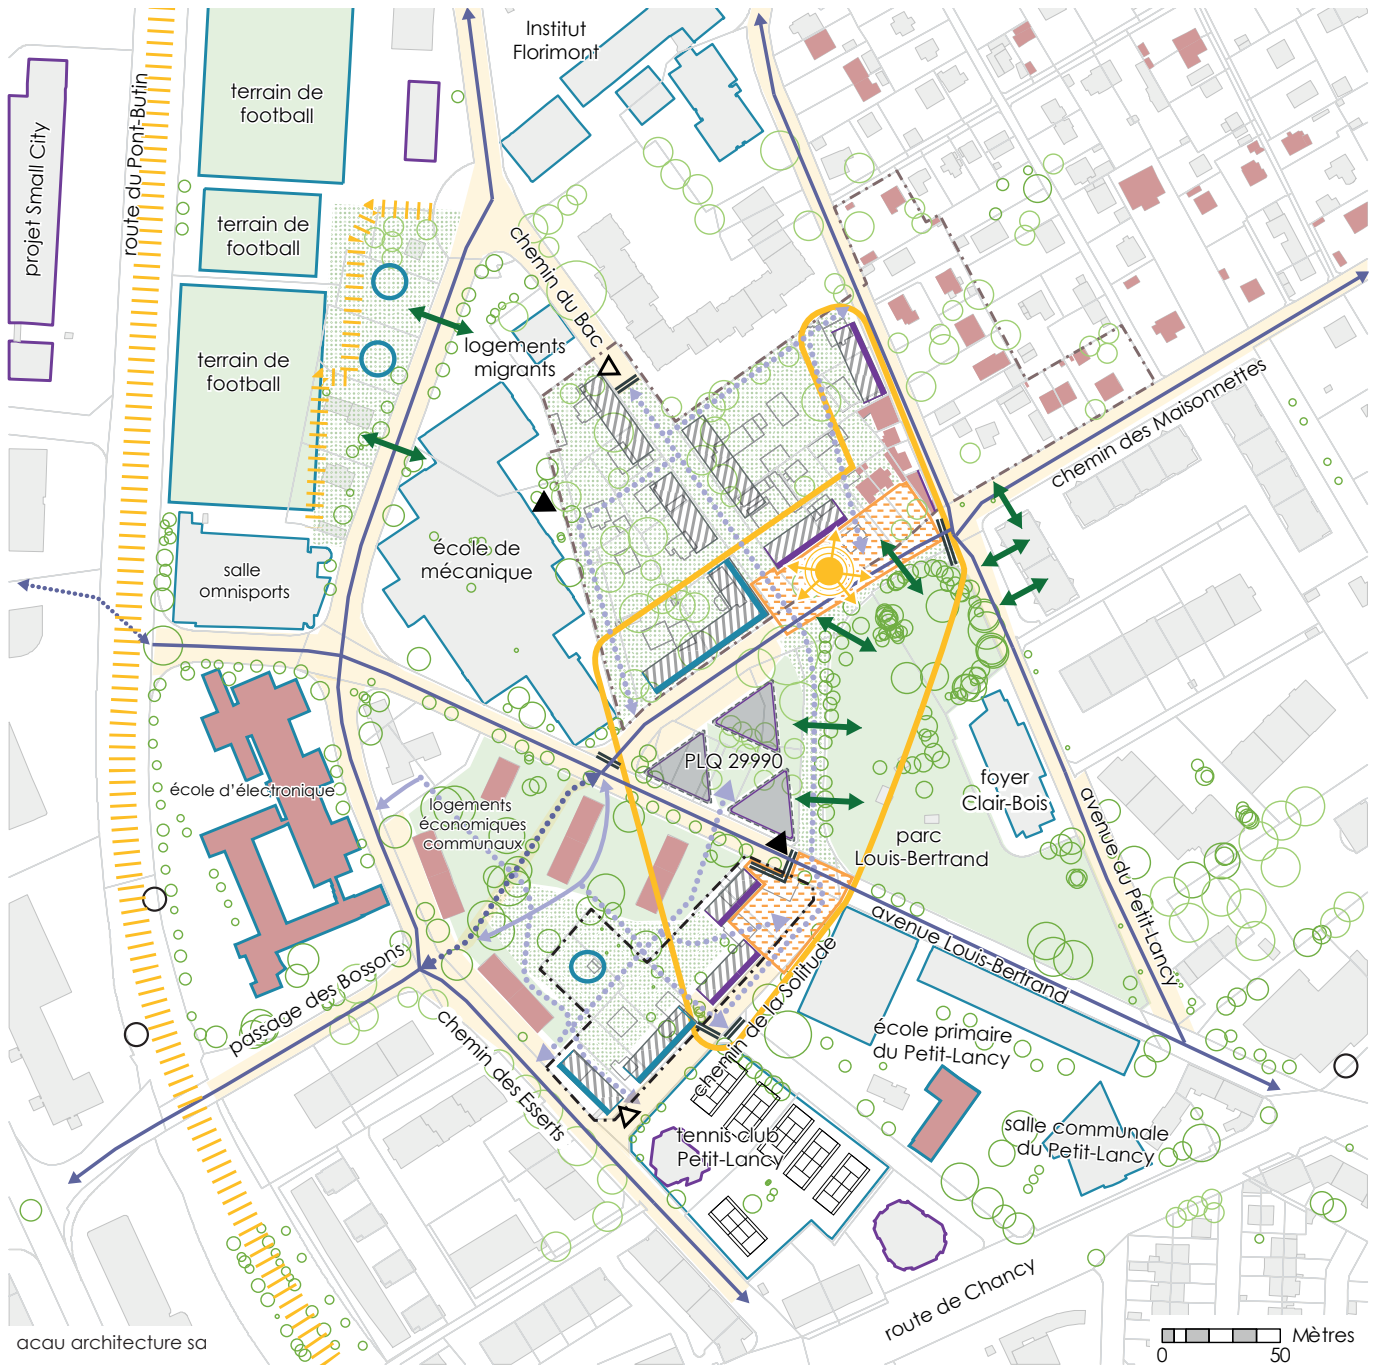 Institut
Florimont
terrain de
football
route du Pont-Butin
projet Small City
terrain de
football
chemin du Bac
logements
migrants
terrain de
football
chemin des Maisonnettes
école de
mécanique
salle
omnisports
PLQ 29990
foyer
Clair-Bois
école d'électronique
logements
économiques
communaux
parc
Louis-Bertrand
avenue du Petit-Lancy
avenue Louis-Bertrand
passage des Bossons
chemin de la Solitude
chemin des Esserts
école primaire
du Petit-Lancy
tennis club
Petit-Lancy
salle communale
du Petit-Lancy
route de Chancy
acau architecture sa
Mètres
0 50